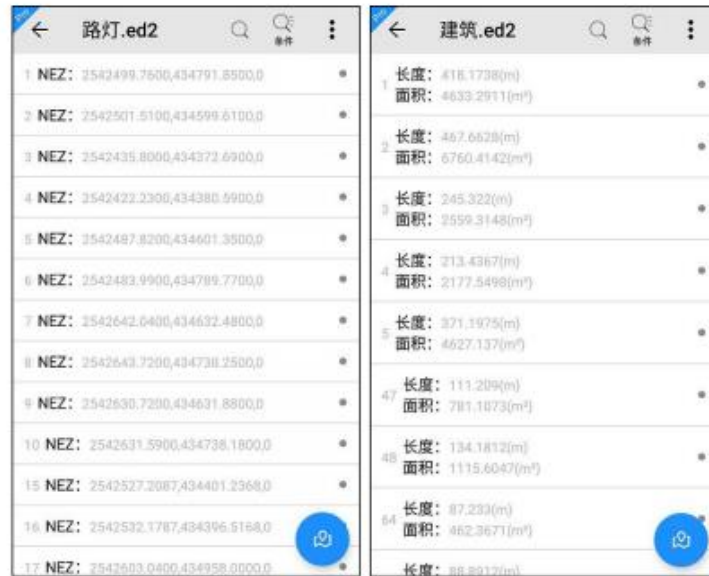 Pro
路灯.ed2
条件
1 NEZ：2542499.7600,434791.8500,0
2 NEZ：2542501.5100,434599.6100,0
3 NEZ：2542435.8000,434372.6900,0
4 NEZ：2542422.2300,434380.5900,0
5 NEZ：2542487.8200,434601.3500,0
6 NEZ：2542483.9900,434789.7700,0
7 NEZ：2542642.0400,434632.4800,0
8 NEZ：2542643.7200,434738.2500,0
9 NEZ：2542630.7200,434631.8800,0
10 NEZ：2542631.5900,434738.1800,0
15 NEZ：2542527.2087,434401.2368,0
16 NEZ：2542532.1787,434396.5168,0
17 NEZ：2542603.0400,434958.0000,0
Pro
建筑.ed2
条件
1
长度：418.1738(m)
面积：4633.2911(m²)
2
长度：467.6628(m)
面积：6760.4142(m²)
3
长度：245.322(m)
面积：2559.3148(m²)
4
长度：213.4367(m)
面积：2177.5498(m²)
5
长度：371.1975(m)
面积：4627.137(m²)
47
长度：111.209(m)
面积：781.1073(m²)
48
长度：134.1812(m)
面积：1115.6047(m²)
64
长度：87.233(m)
面积：462.3671(m²)
长度：88.8912(m)